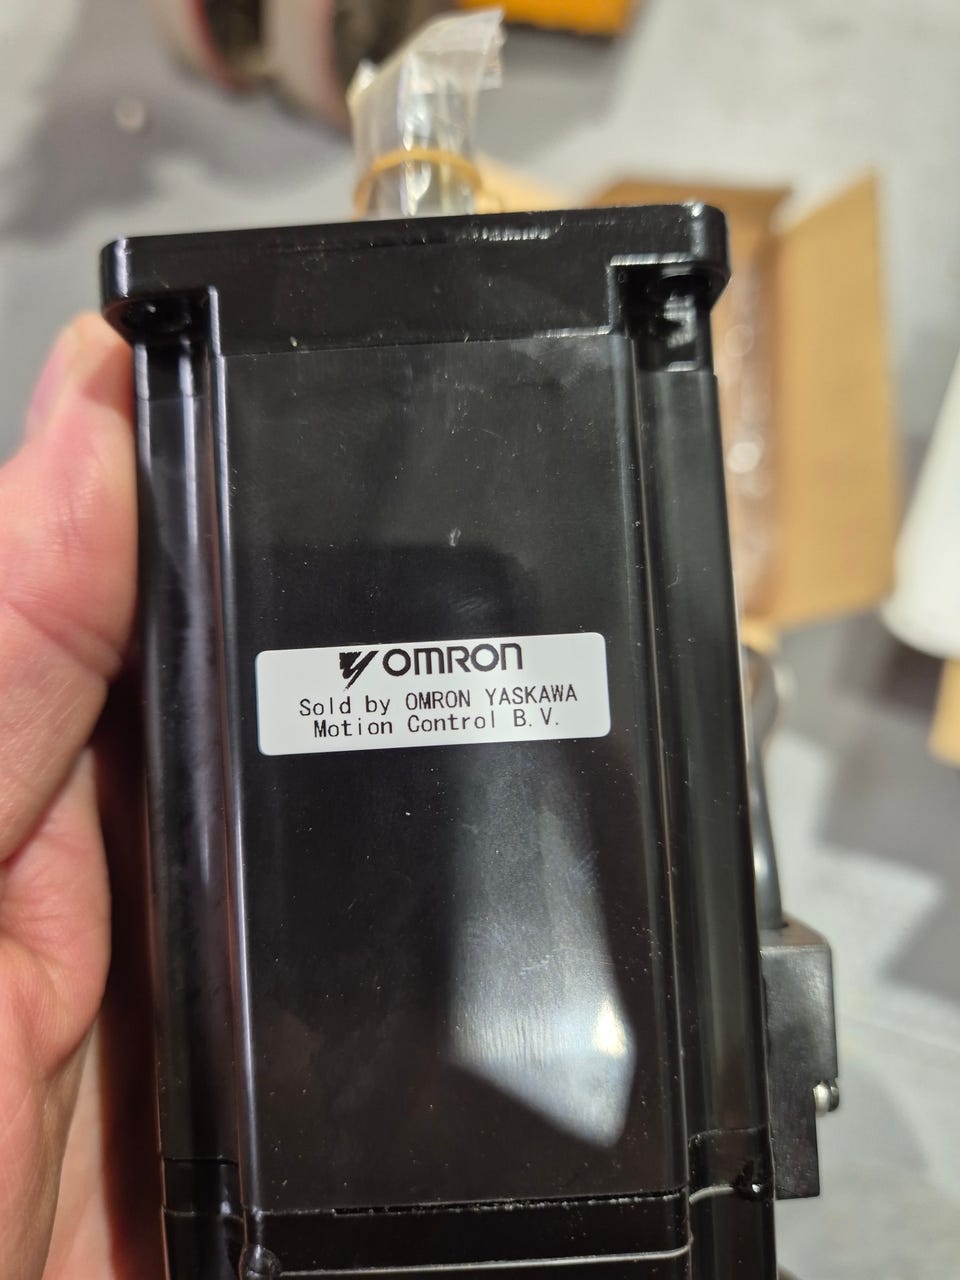 OMRON
Sold by OMRON YASKAWA
Motion Control B.V.